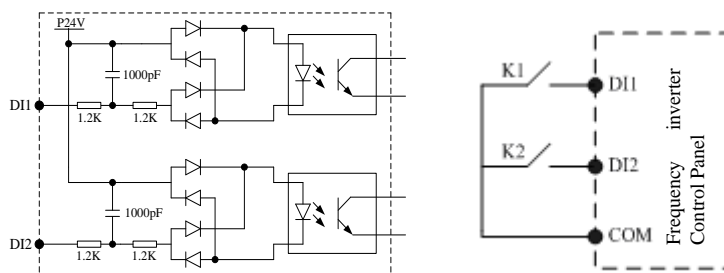 P24V
1000pF
DI1
1.2K
1.2K
1000pF
DI2
1.2K
1.2K
K1
DI1
K2
DI2
COM
Frequency inverter
Control Panel